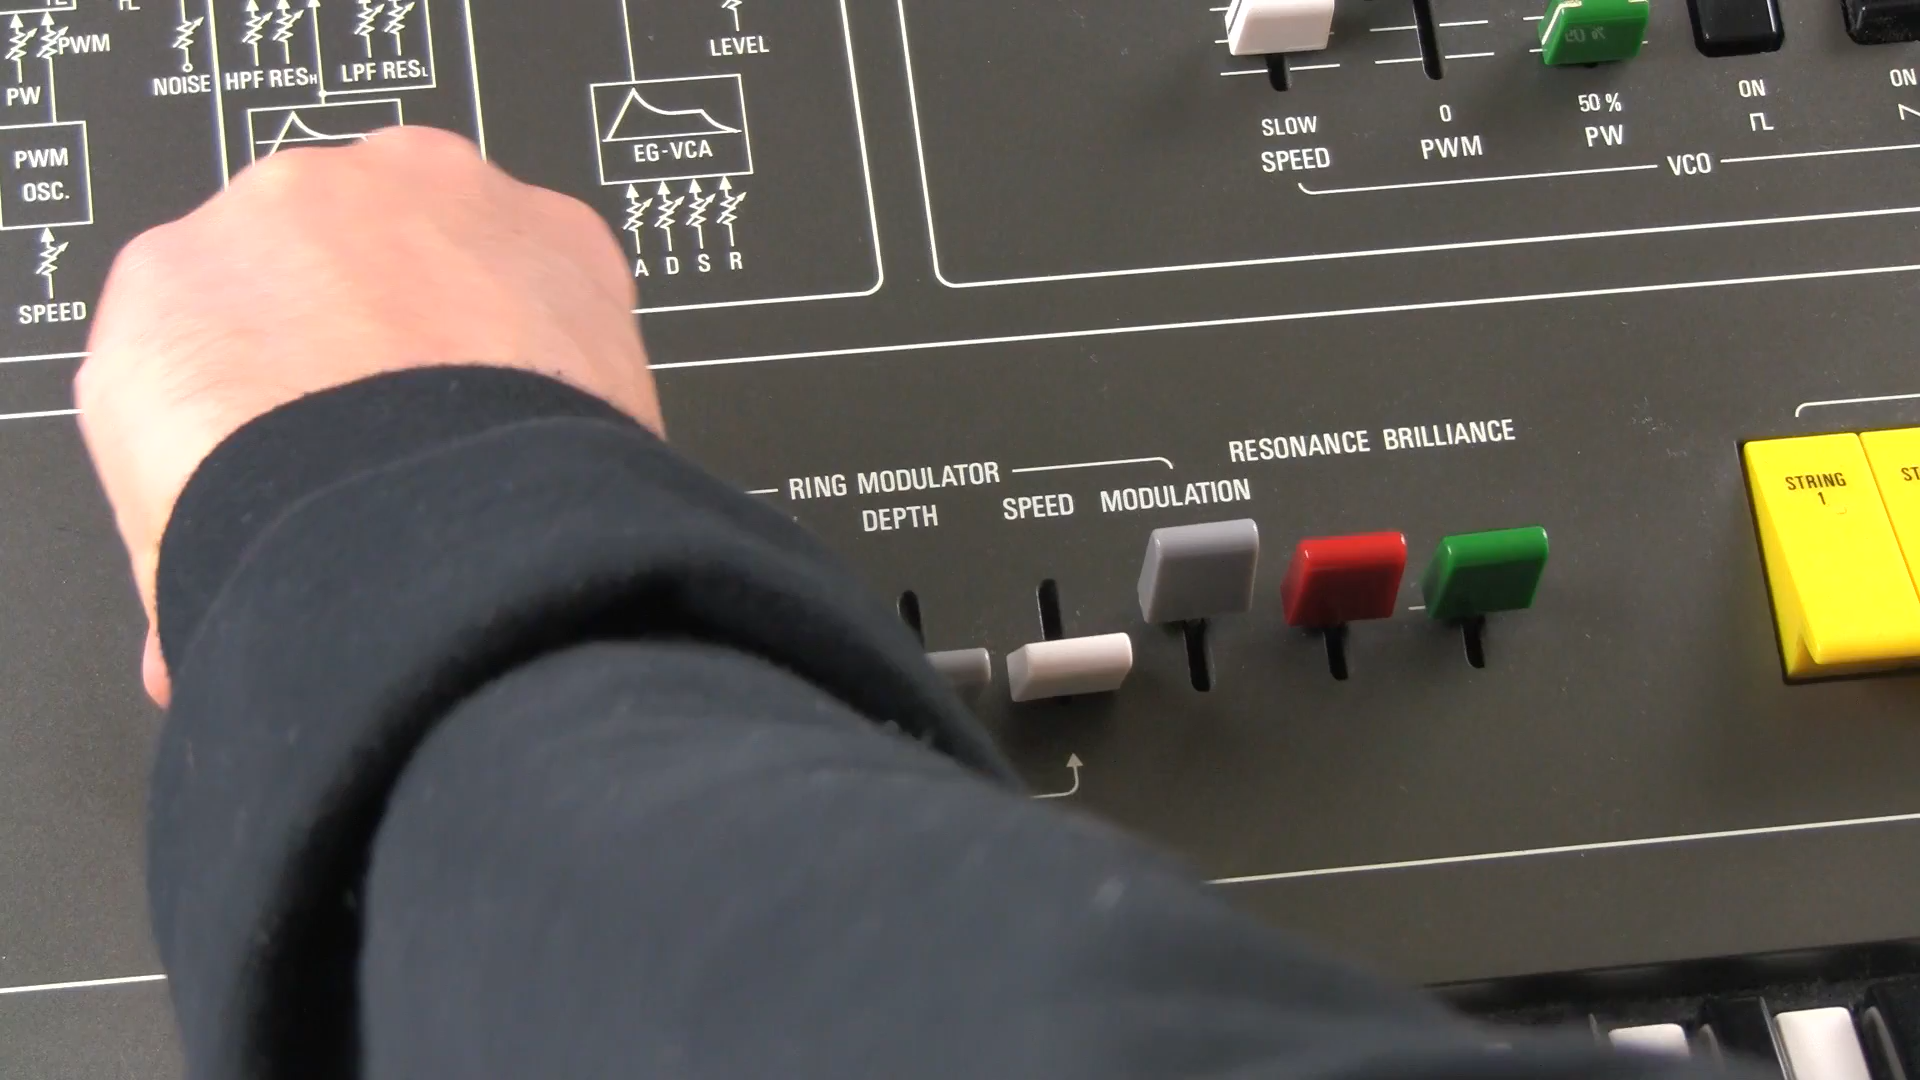 PWM
PW
NOISE
HPF RESH
LPF RESL
LEVEL
PWM
OSC.
SPEED
EG-VCA
A D S R
SLOW
SPEED
0
PWM
50 %
PW
ON
ON
VCO
RING MODULATOR
DEPTH
SPEED
MODULATION
RESONANCE BRILLIANCE
STRING
1
ST